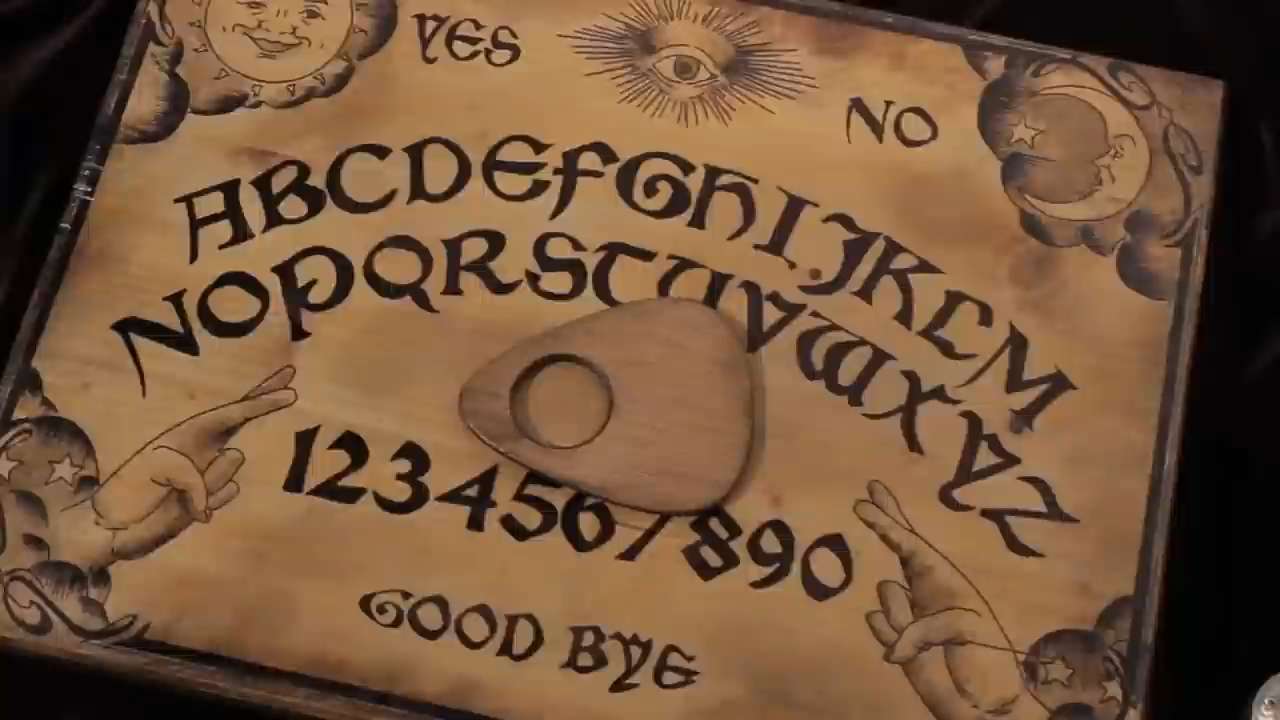 YES
NO
ABCDEFGHIJKLM
NOPQRSTUVWXYZ
1234567890
GOOD BYE